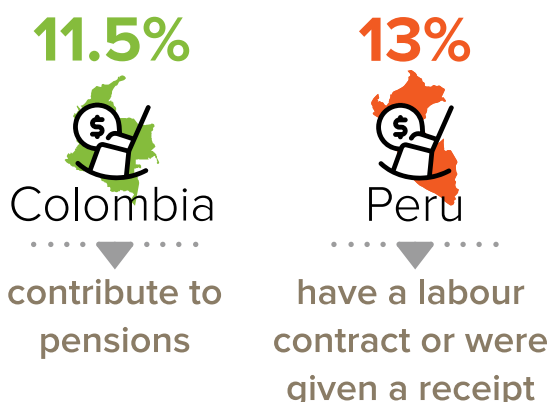 11.5%
$
Colombia
contribute to
pensions
13%
$
Peru
have a labour
contract or were
given a receipt